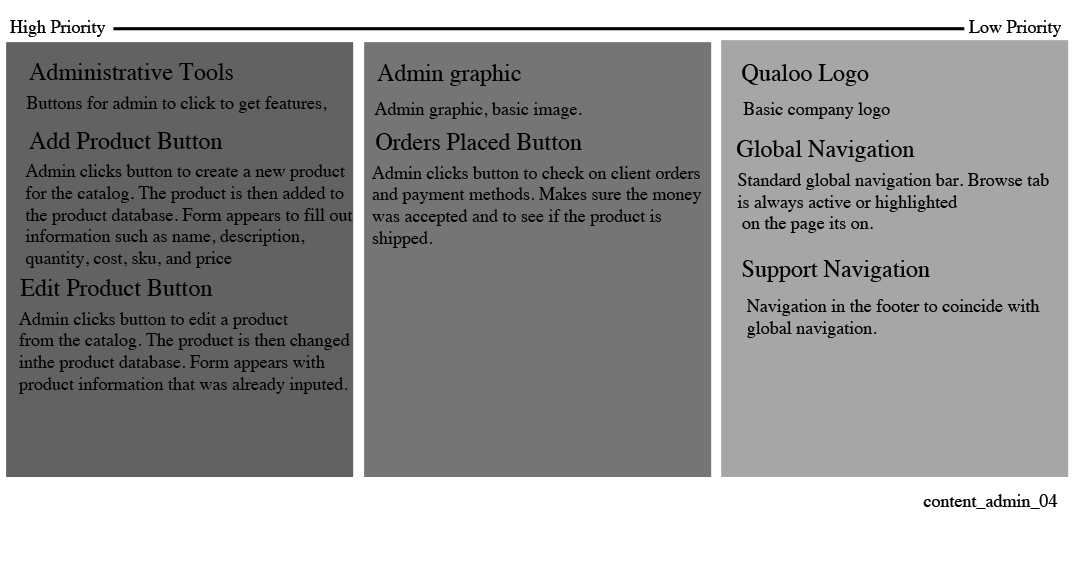 High Priority
Low Priority
Administrative Tools
Buttons for admin to click to get features,
Add Product Button
Admin clicks button to create a new product
for the catalog. The product is then added to
the product database. Form appears to fill out
information such as name, description,
quantity, cost, sku, and price
Edit Product Button
Admin clicks button to edit a product
from the catalog. The product is then changed
inthe product database. Form appears with
product information that was already inputed.
Admin graphic
Admin graphic, basic image.
Orders Placed Button
Admin clicks button to check on client orders
and payment methods. Makes sure the money
was accepted and to see if the product is
shipped.
Qualoo Logo
Basic company logo
Global Navigation
Standard global navigation bar. Browse tab
is always active or highlighted
on the page its on.
Support Navigation
Navigation in the footer to coincide with
global navigation.
content_admin_04